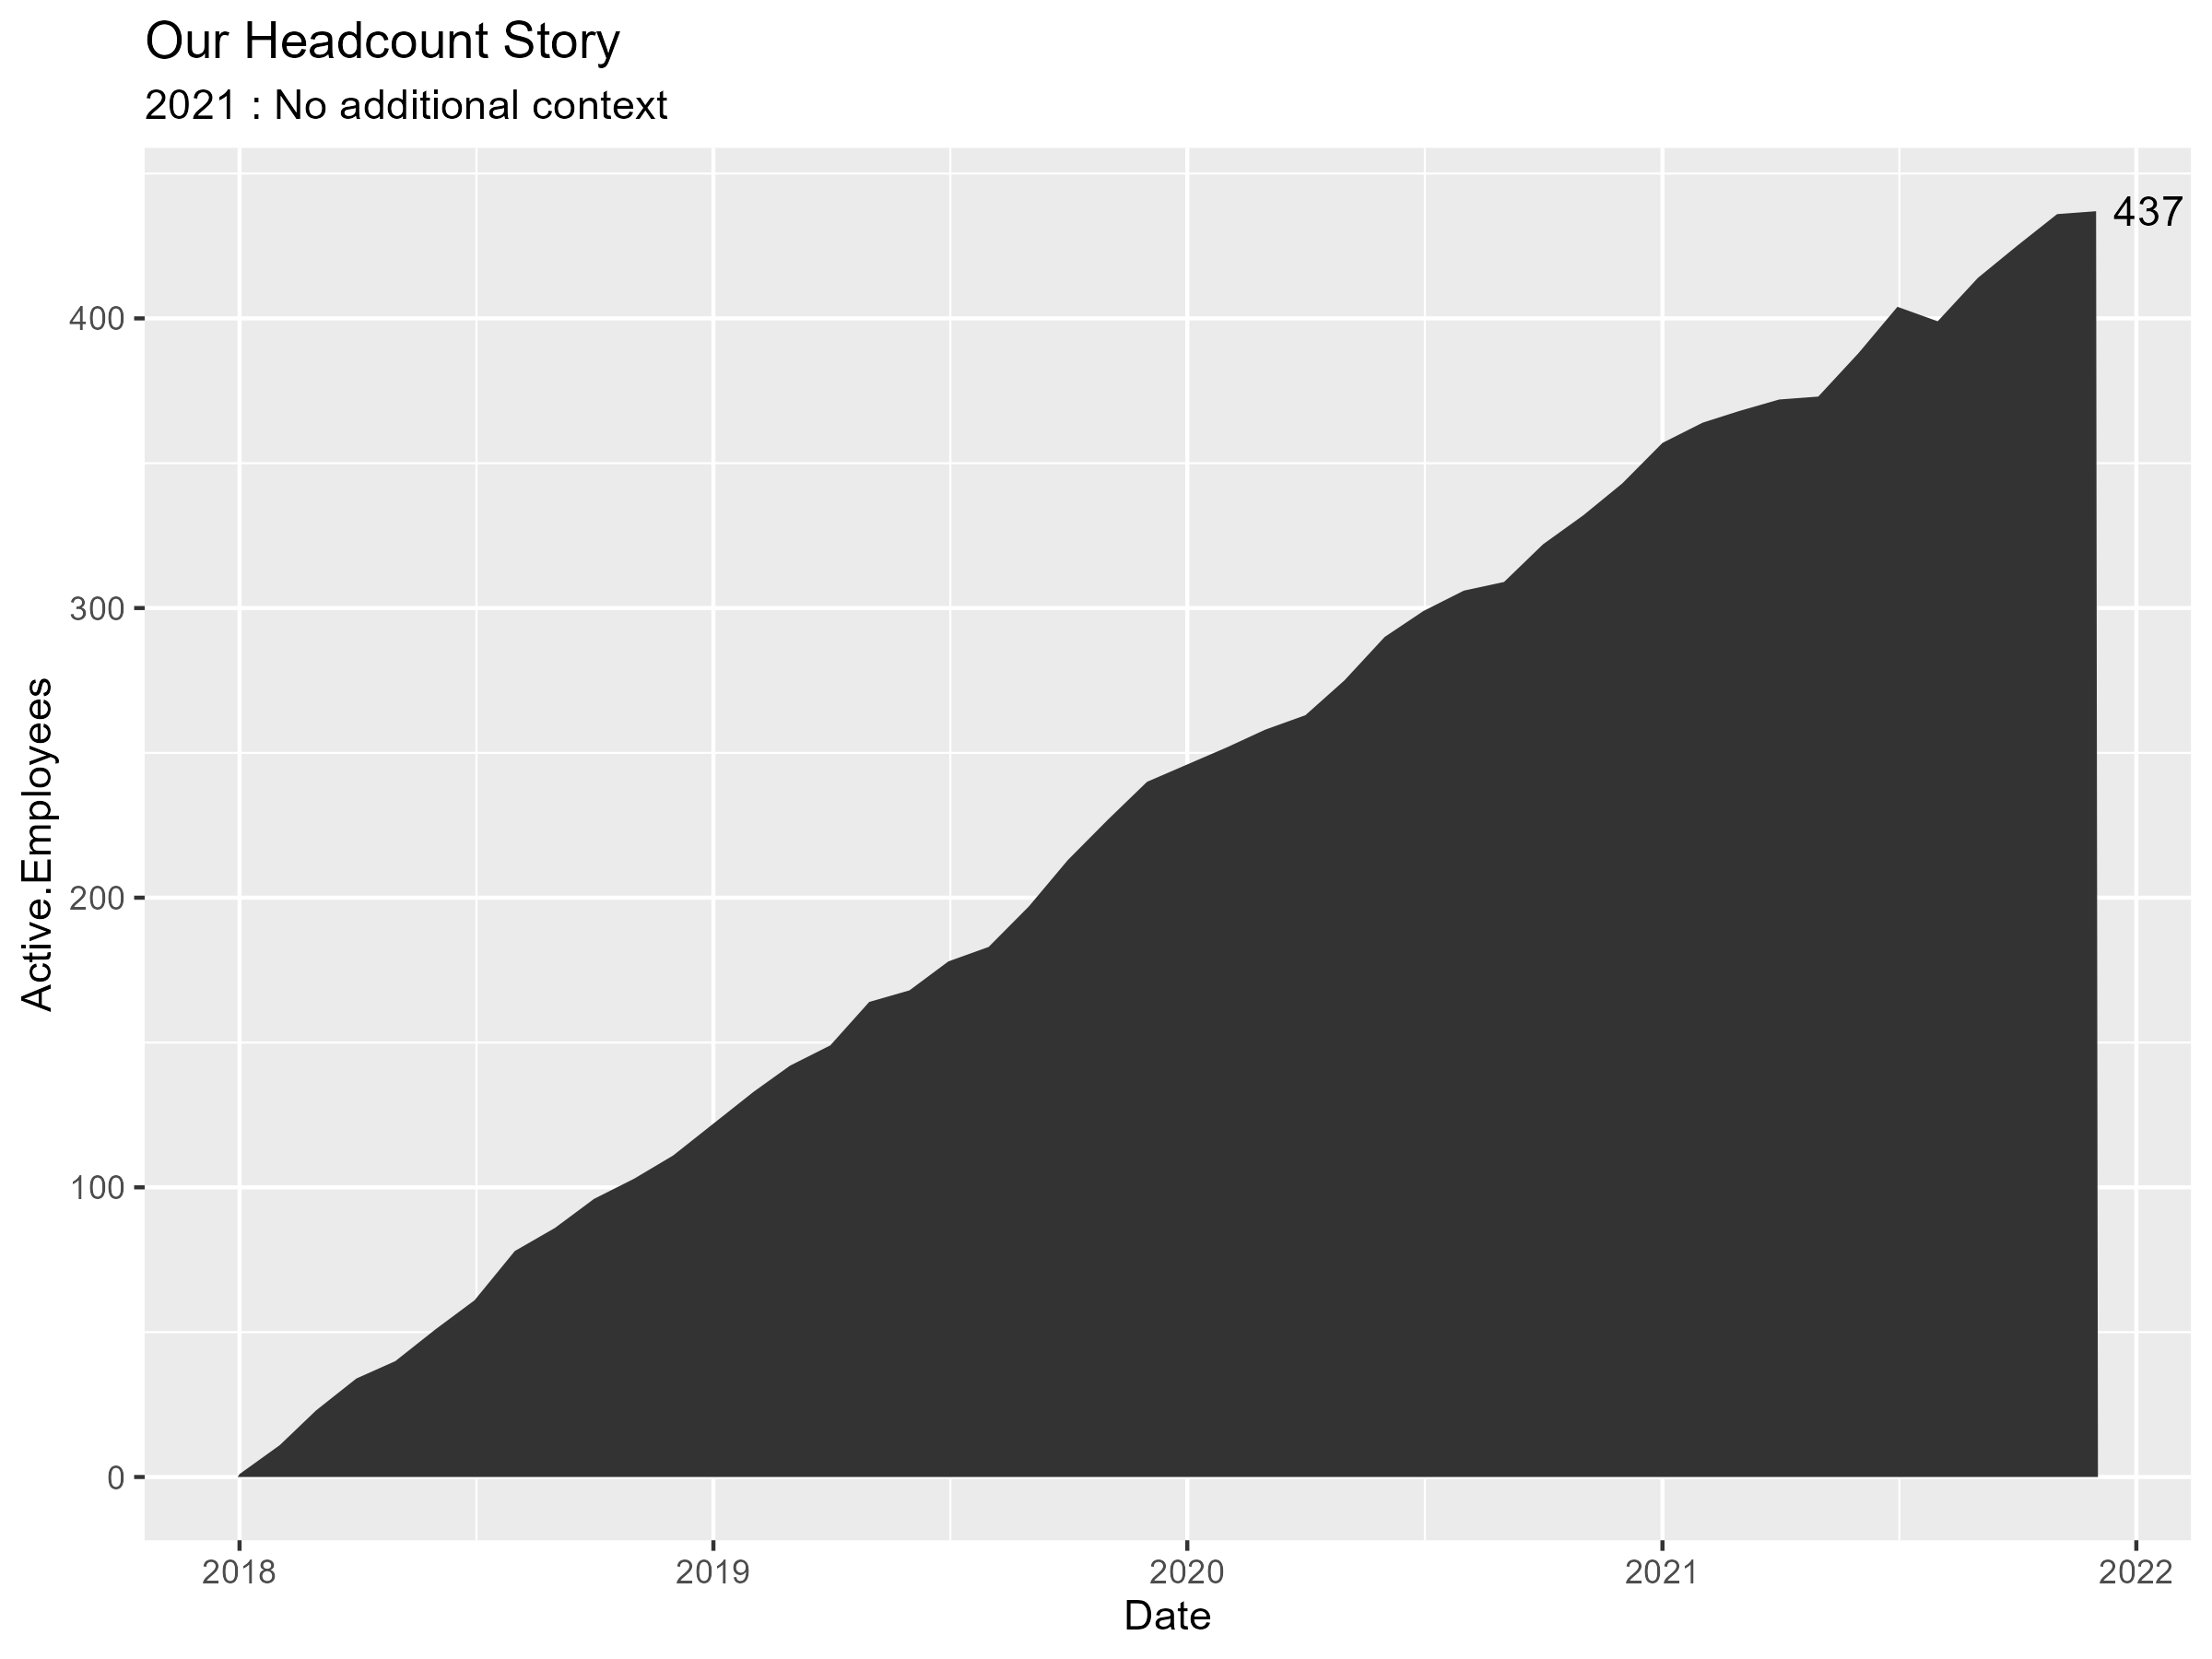 Our Headcount Story
2021 : No additional context
437
400
300
200
100
0
Active.Employees
2018
2019
2020
2021
2022
Date